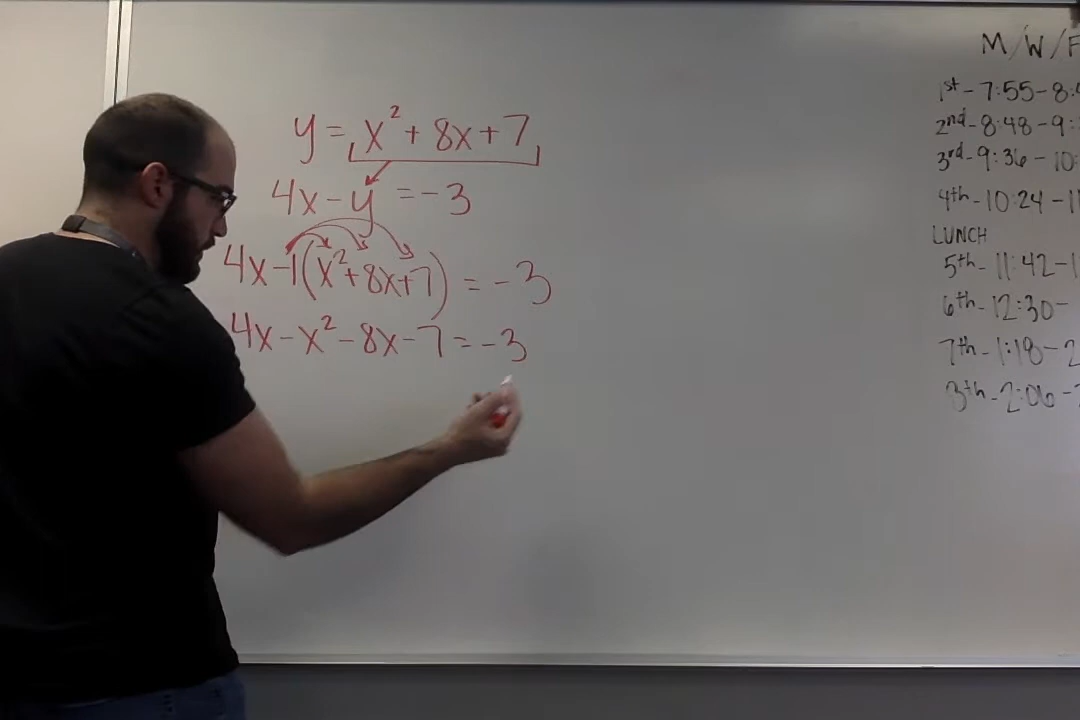 y = x² + 8x + 7
4x - y = -3
4x - 1(x² + 8x + 7) = -3
4x - x² - 8x - 7 = -3
M/W/F
1st - 7:55 - 8:
2nd - 8:48 - 9:
3rd - 9:36 - 10:
4th - 10:24 - 11
LUNCH
5th - 11:42 - 1
6th - 12:30 -
7th - 1:18 - 2
8th - 2:06 -